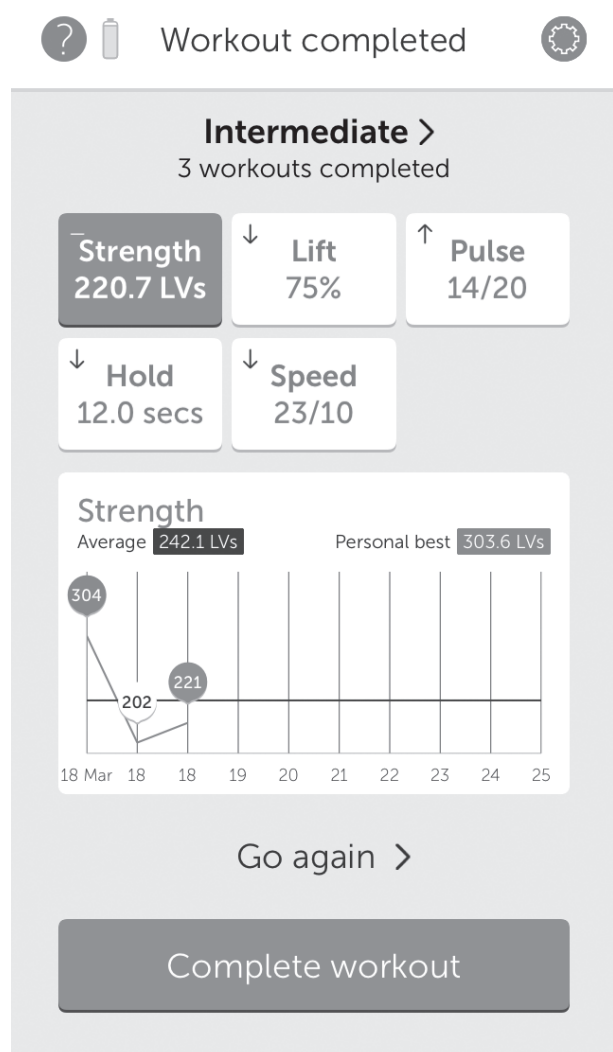 ? Workout completed
Intermediate >
3 workouts completed
Strength
220.7 LVs
Lift
75%
Pulse
14/20
Hold
12.0 secs
Speed
23/10
Strength
Average 242.1 LVs
Personal best 303.6 LVs
304
202
221
18 Mar 18 18 19 20 21 22 23 24 25
Go again >
Complete workout